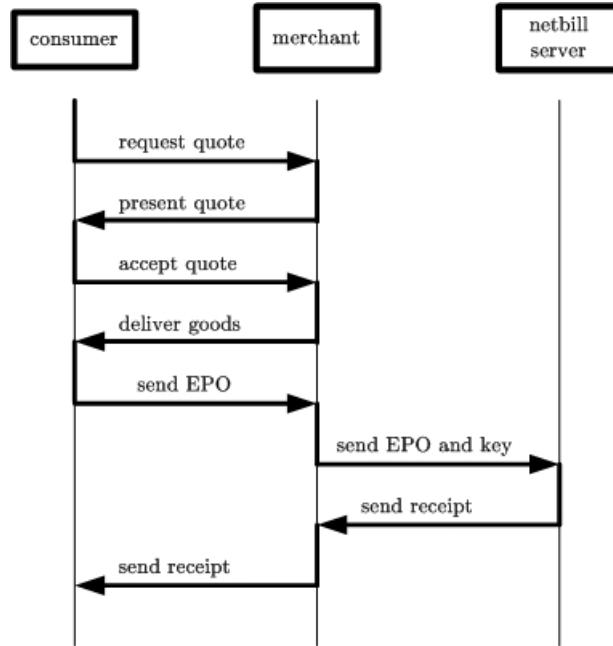 consumer
merchant
netbill
server
request quote
present quote
accept quote
deliver goods
send EPO
send EPO and key
send receipt
send receipt